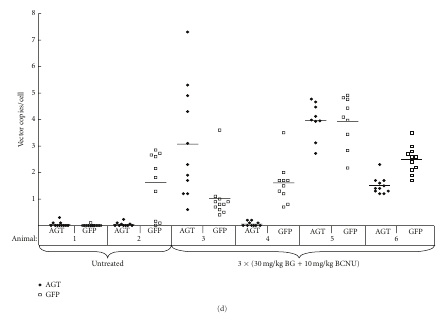 8
7
6
5
4
3
2
1
0
Vector copies/cell
AGT GFP AGT GFP AGT GFP AGT GFP AGT GFP AGT GFP
Animal: 1 2 3 4 5 6
Untreated 3 × (30 mg/kg BG + 10 mg/kg BCNU)
AGT
GFP
(d)